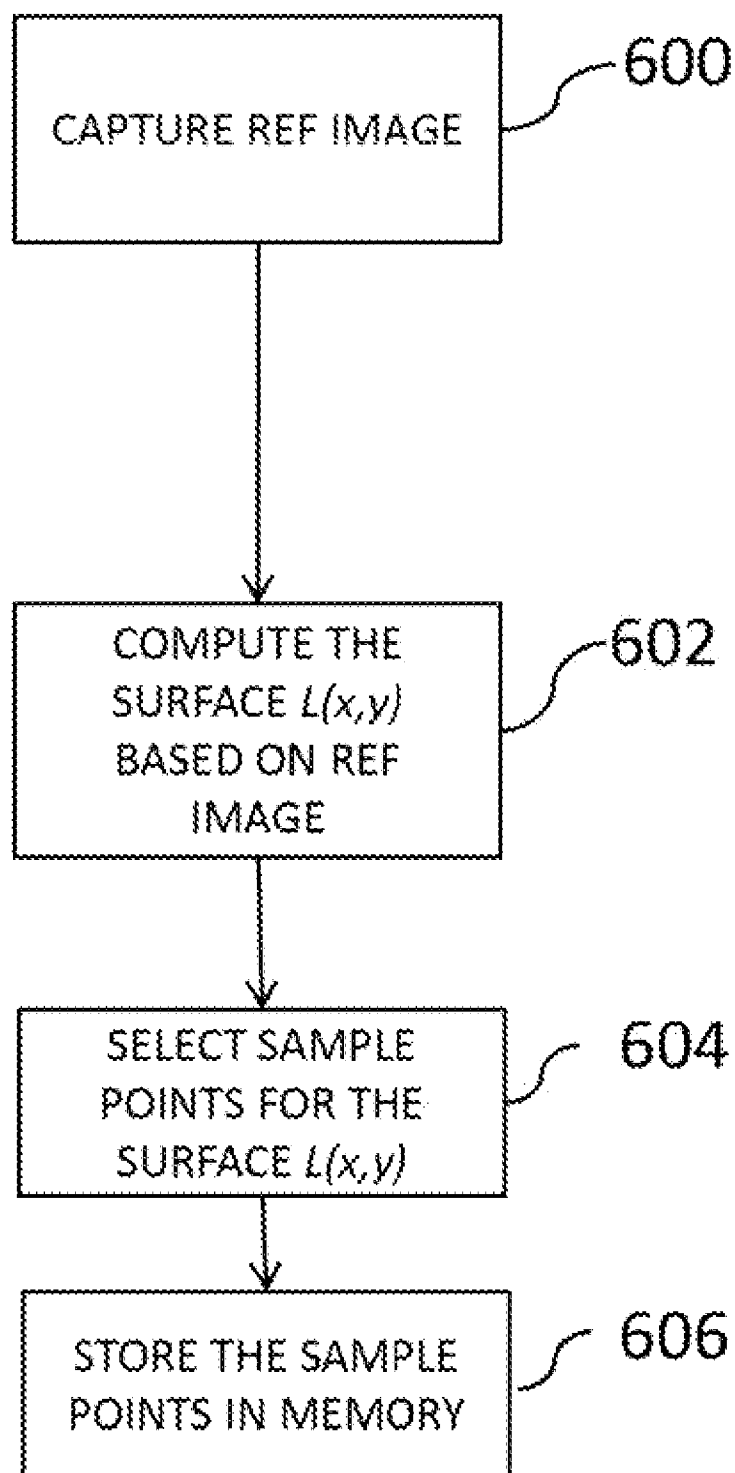 CAPTURE REF IMAGE
600
COMPUTE THE
SURFACE L(x,y)
BASED ON REF
IMAGE
602
SELECT SAMPLE
POINTS FOR THE
SURFACE L(x,y)
604
STORE THE SAMPLE
POINTS IN MEMORY
606